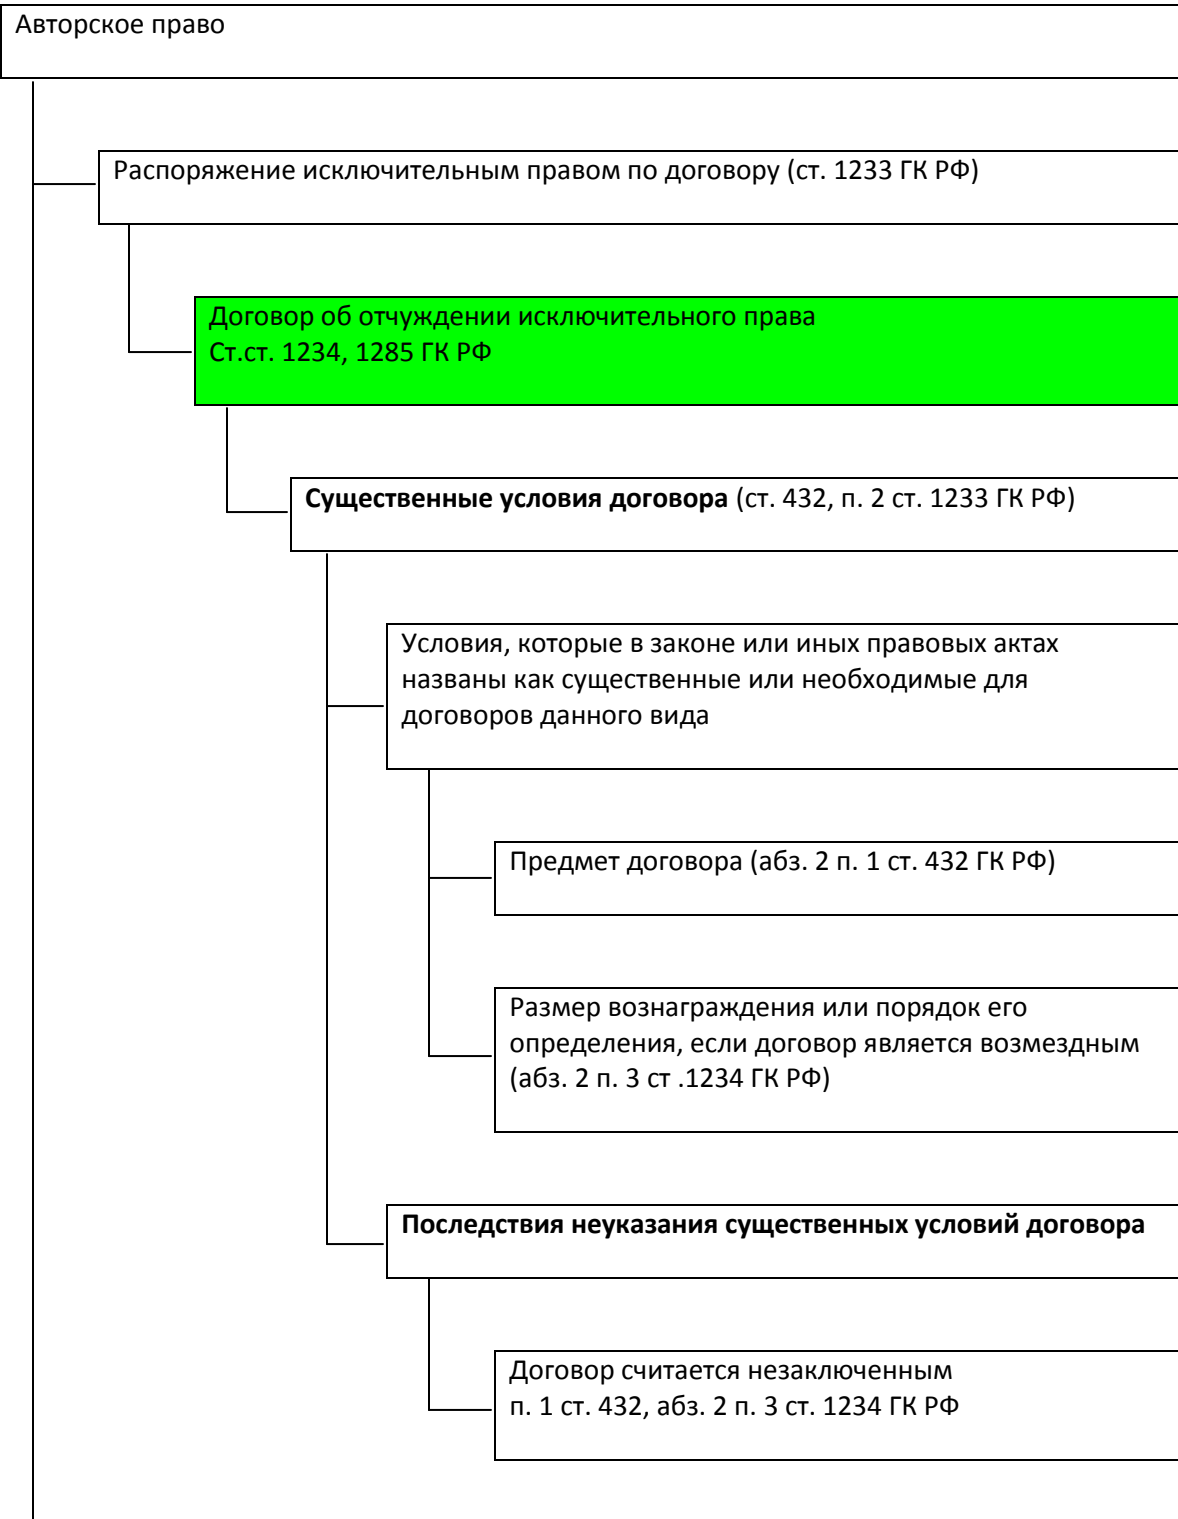 Авторское право
Распоряжение исключительным правом по договору (ст. 1233 ГК РФ)
Договор об отчуждении исключительного права
Ст.ст. 1234, 1285 ГК РФ
Существенные условия договора (ст. 432, п. 2 ст. 1233 ГК РФ)
Условия, которые в законе или иных правовых актах
названы как существенные или необходимые для
договоров данного вида
Предмет договора (абз. 2 п. 1 ст. 432 ГК РФ)
Размер вознаграждения или порядок его
определения, если договор является возмездным
(абз. 2 п. 3 ст .1234 ГК РФ)
Последствия неуказания существенных условий договора
Договор считается незаключенным
п. 1 ст. 432, абз. 2 п. 3 ст. 1234 ГК РФ